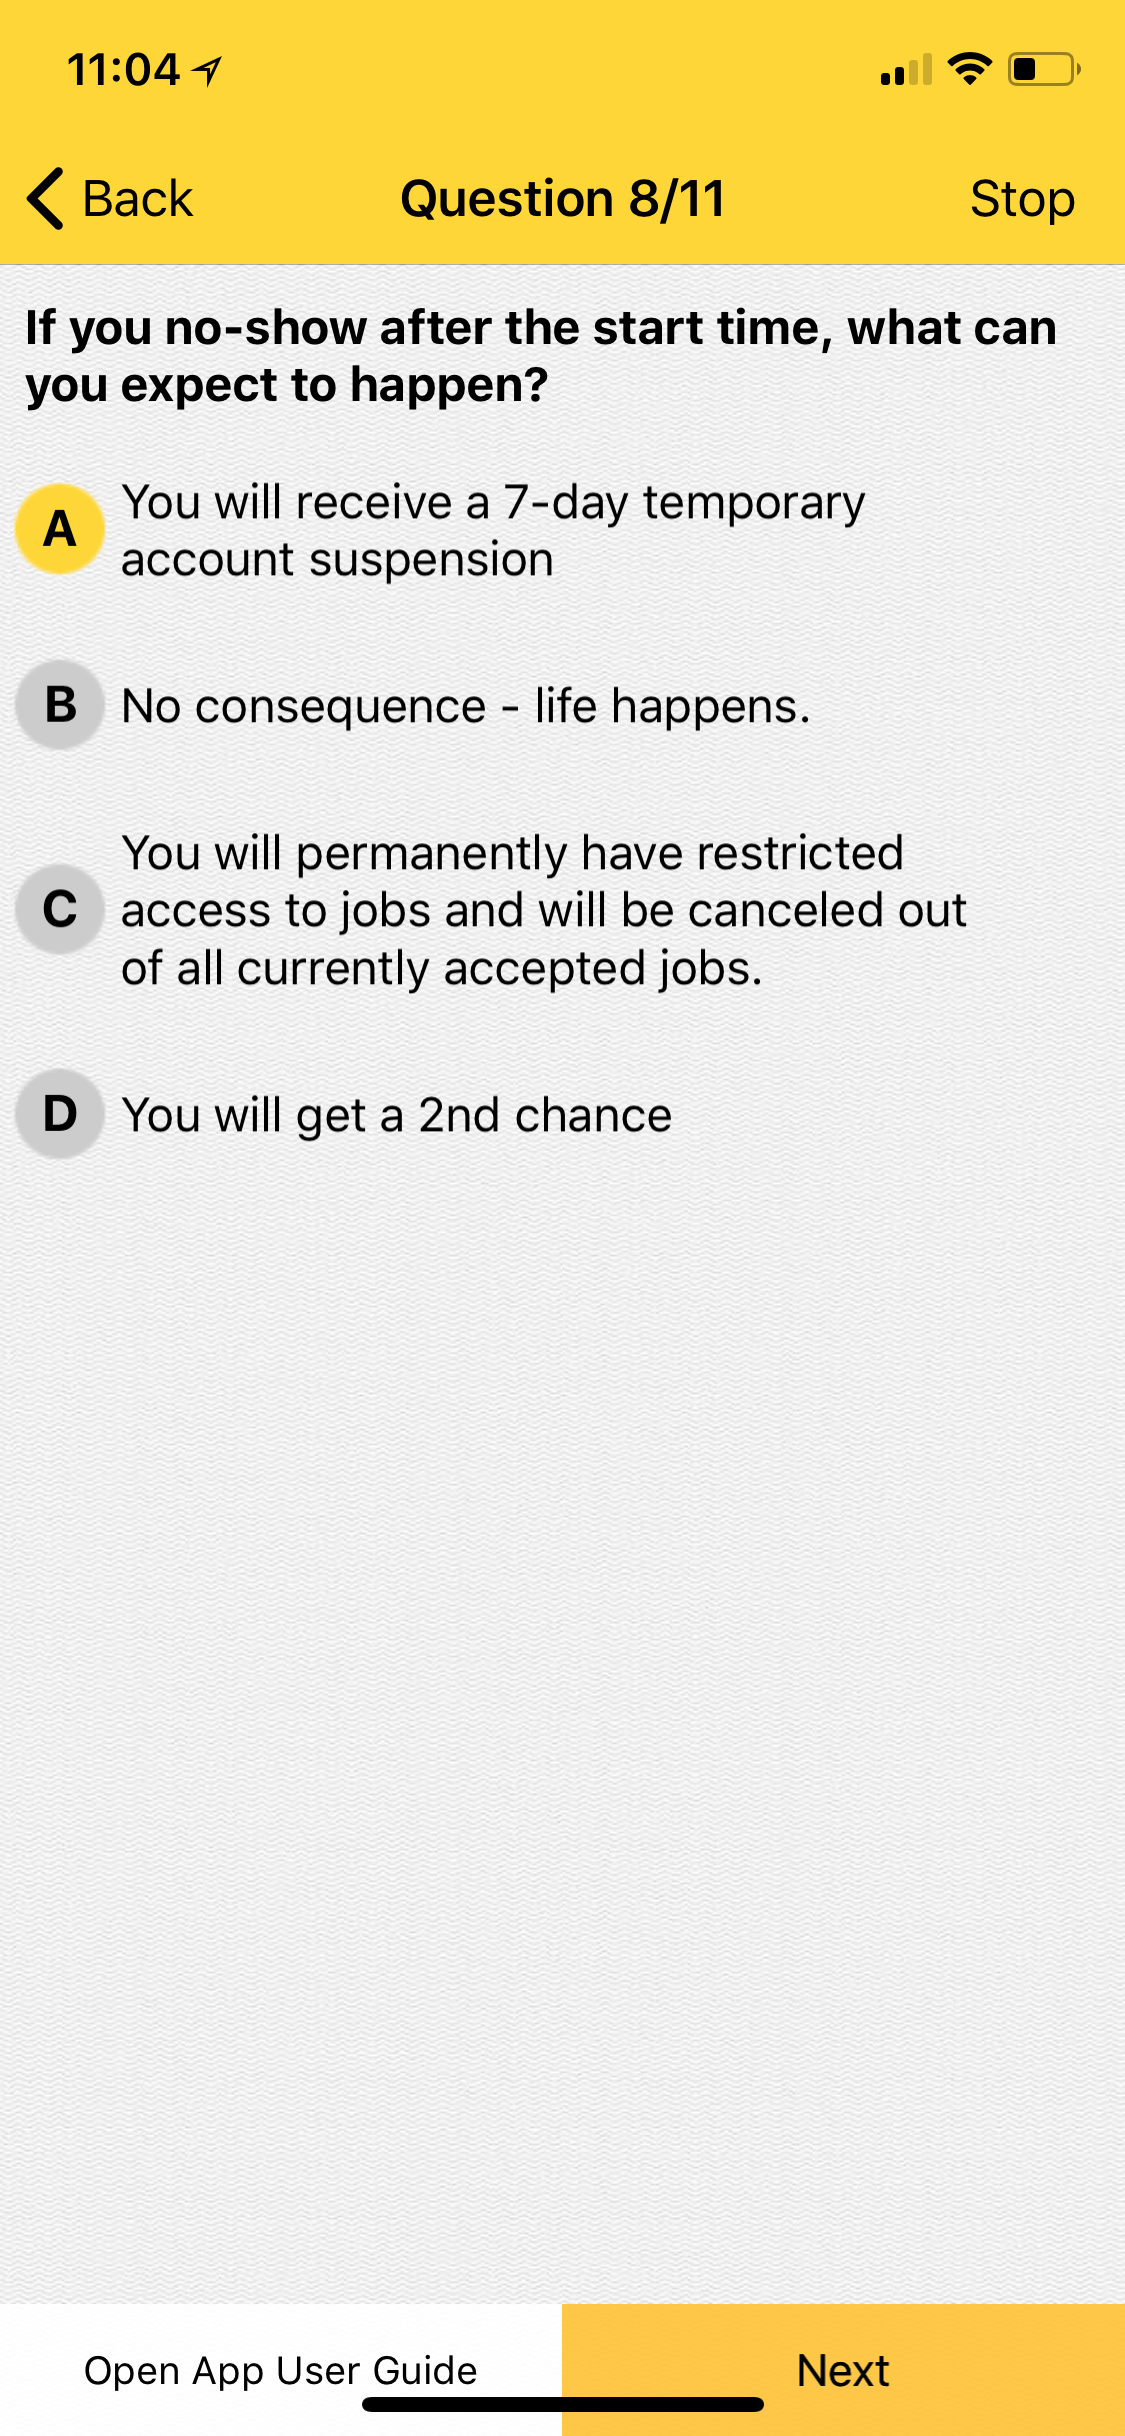 11:04
Back
Question 8/11
Stop
If you no-show after the start time, what can
you expect to happen?
A
You will receive a 7-day temporary
account suspension
B
No consequence - life happens.
C
You will permanently have restricted
access to jobs and will be canceled out
of all currently accepted jobs.
D
You will get a 2nd chance
Open App User Guide
Next